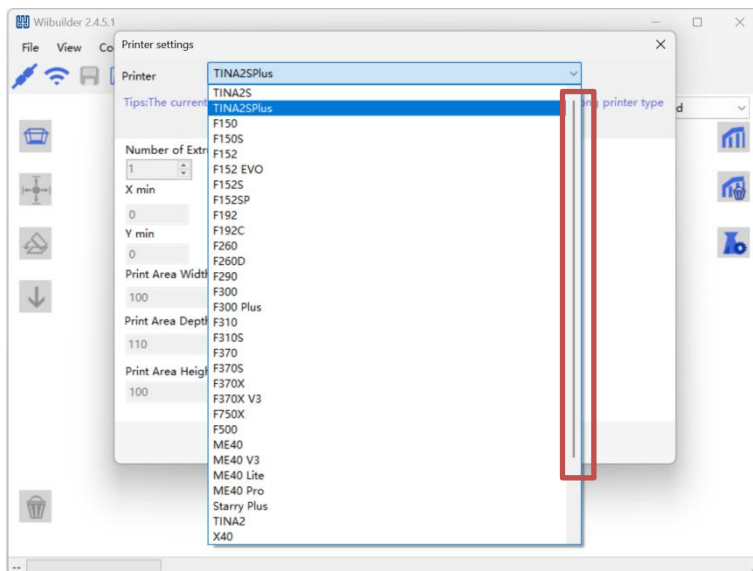 Wiibuilder 2.4.5.1
File View Co
Printer settings
Printer
TINA2SPlus
Tips:The current
printer type
d
TINA2S
TINA2SPlus
F150
F150S
F152
F152 EVO
F152S
F152SP
F192
F192C
F260
F260D
F290
F300
F300 Plus
F310
F310S
F370
F370S
F370X
F370X V3
F750X
F500
ME40
ME40 V3
ME40 Lite
ME40 Pro
Starry Plus
TINA2
X40
Number of Extr
1
X min
0
Y min
0
Print Area Widt
100
Print Area Dept
110
Print Area Heigh
100
--